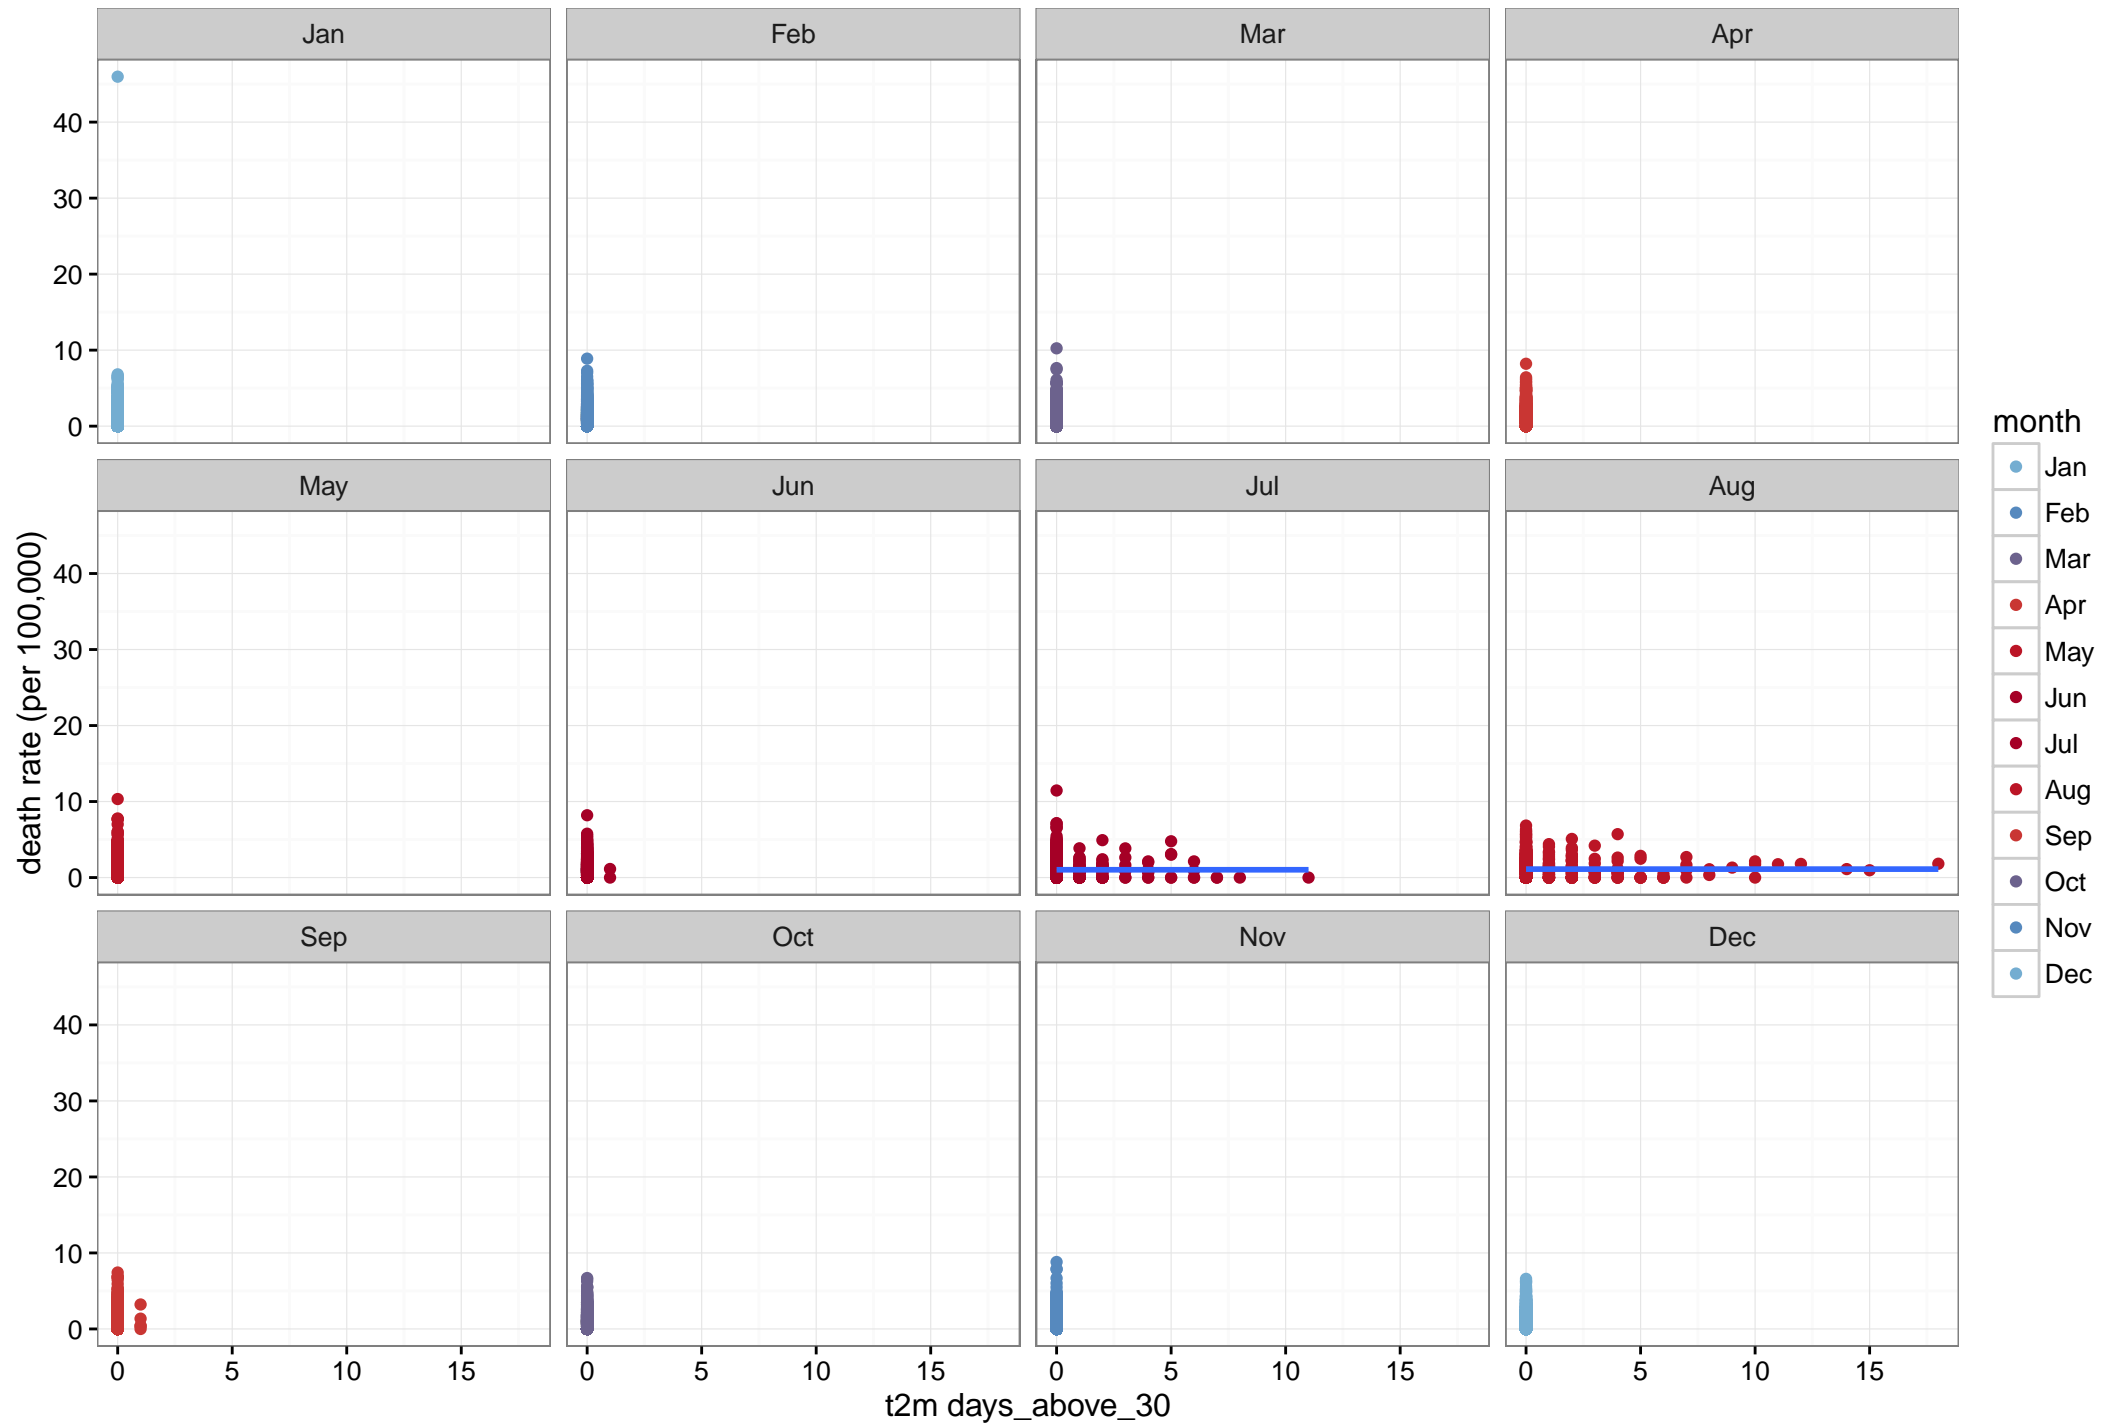 Jan Feb Mar Apr
40
30
20
10
0
May Jun Jul Aug
40
30
20
10
0
Sep Oct Nov Dec
40
30
20
10
0
0 5 10 15 0 5 10 15 0 5 10 15 0 5 10 15
t2m days_above_30
death rate (per 100,000)
month
Jan
Feb
Mar
Apr
May
Jun
Jul
Aug
Sep
Oct
Nov
Dec